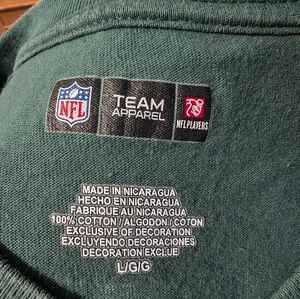 NFL
TEAM
APPAREL
NFL PLAYERS
MADE IN NICARAGUA
HECHO EN NICARAGUA
FABRIQUE AU NICARAGUA
100% COTTON / ALGODON / COTON
EXCLUSIVE OF DECORATION
EXCLUYENDO DECORACIONES
DECORATION EXCLUE
L/G/G